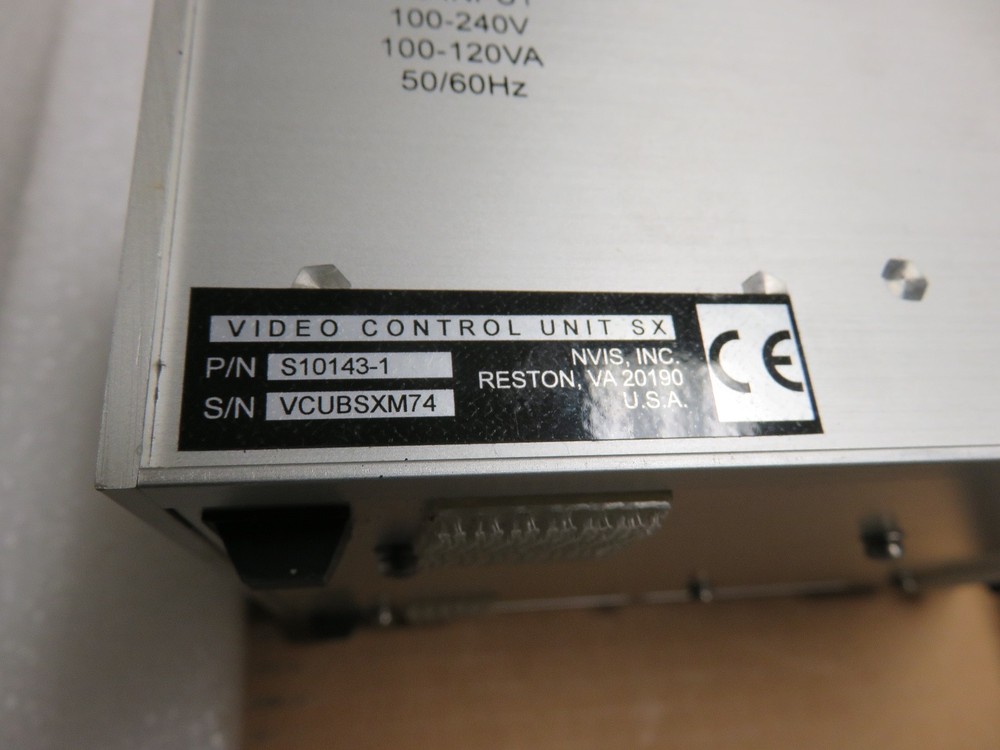 INPUT
100-240V
100-120VA
50/60Hz
VIDEO CONTROL UNIT SX
P/N S10143-1
S/N VCUBSXM74
NVIS, INC.
RESTON, VA 20190
U.S.A.
CE